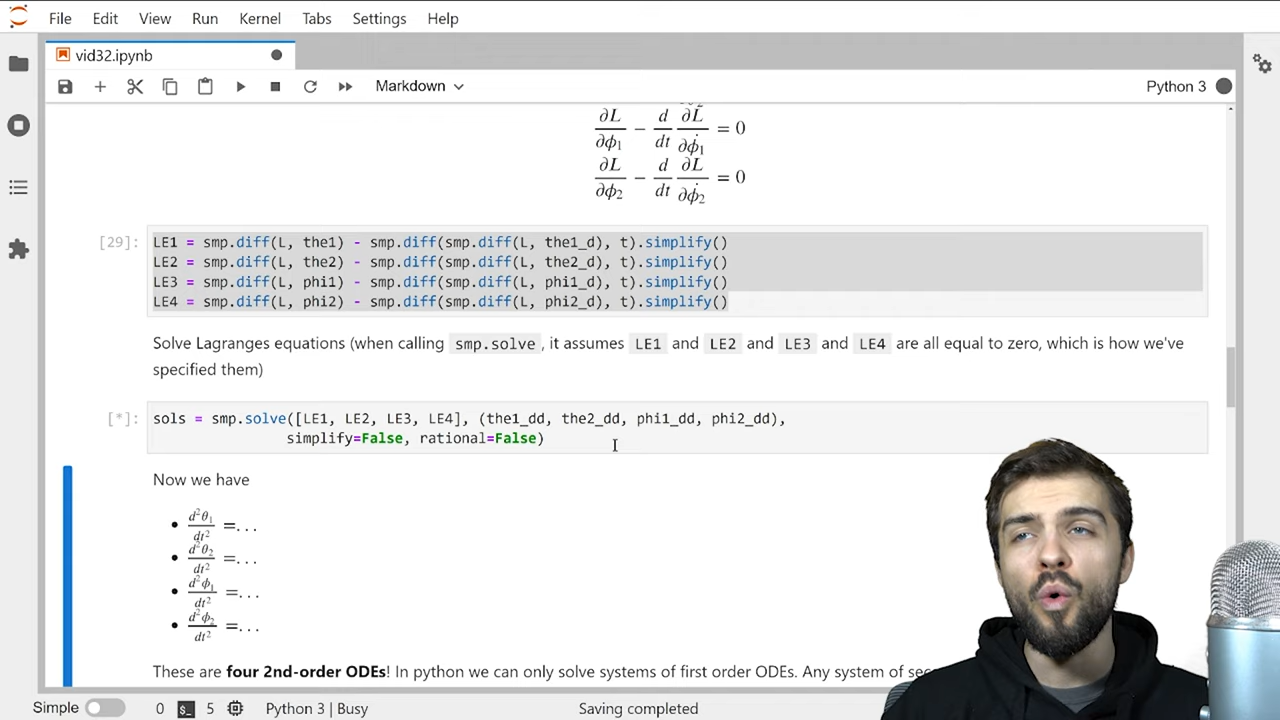 File Edit View Run Kernel Tabs Settings Help
vid32.ipynb
Markdown Python 3
∂L/∂ϕ₁ − d/dt ∂L/∂ϕ̇₁ = 0
∂L/∂ϕ₂ − d/dt ∂L/∂ϕ̇₂ = 0
[29]: LE1 = smp.diff(L, the1) - smp.diff(smp.diff(L, the1_d), t).simplify()
LE2 = smp.diff(L, the2) - smp.diff(smp.diff(L, the2_d), t).simplify()
LE3 = smp.diff(L, phi1) - smp.diff(smp.diff(L, phi1_d), t).simplify()
LE4 = smp.diff(L, phi2) - smp.diff(smp.diff(L, phi2_d), t).simplify()
Solve Lagranges equations (when calling smp.solve, it assumes LE1 and LE2 and LE3 and LE4 are all equal to zero, which is how we've
specified them)
[*]: sols = smp.solve([LE1, LE2, LE3, LE4], (the1_dd, the2_dd, phi1_dd, phi2_dd),
simplify=False, rational=False)
Now we have
• d²θ₁/dt² =...
• d²θ₂/dt² =...
• d²ϕ₁/dt² =...
• d²ϕ₂/dt² =...
These are four 2nd-order ODEs! In python we can only solve systems of first order ODEs. Any system of
Simple 0 5 Python 3 | Busy Saving completed